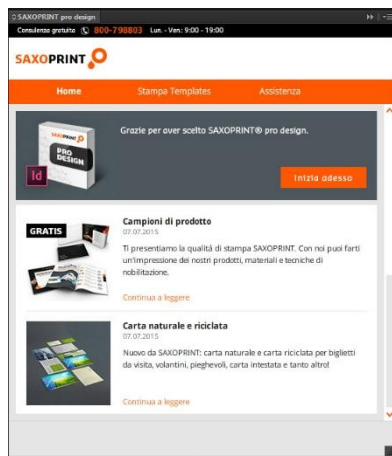 SAXOPRINT pro design
Consulenza gratuita 800-798803 Lun. - Ven: 9:00 - 19:00
SAXOPRINT
Home Stampa Templates Assistenza
Grazie per aver scelto SAXOPRINT® pro design.
PRO
DESIGN
Id
Inizia adesso
GRATIS
Campioni di prodotto
07.07.2015
Ti presentiamo la qualitá di stampa SAXOPRINT. Con noi puoi farti
un'impressione dei nostri prodotti, materiali e tecniche di
nobilitazione.
Continua a leggere
Carta naturale e riciclata
07.07.2015
Nuovo da SAXOPRINT: carta naturale e carta riciclata per biglietti
da visita, volantini, pieghevoli, carta intestata e tanto altro!
Continua a leggere